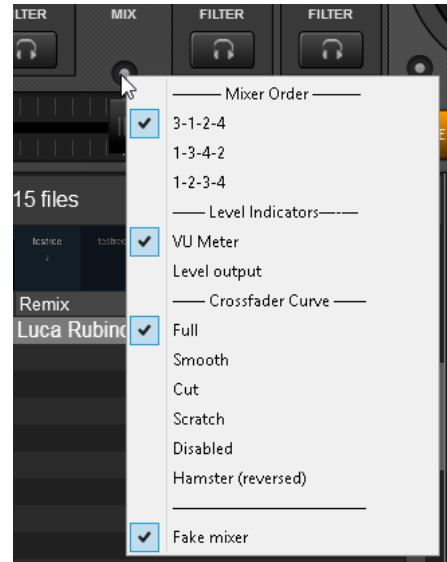 LTER MIX FILTER FILTER
Mixer Order
3-1-2-4
1-3-4-2
1-2-3-4
15 files
Level Indicators
VU Meter
Level output
Remix
Crossfader Curve
Luca Rubino
Full
Smooth
Cut
Scratch
Disabled
Hamster (reversed)
Fake mixer